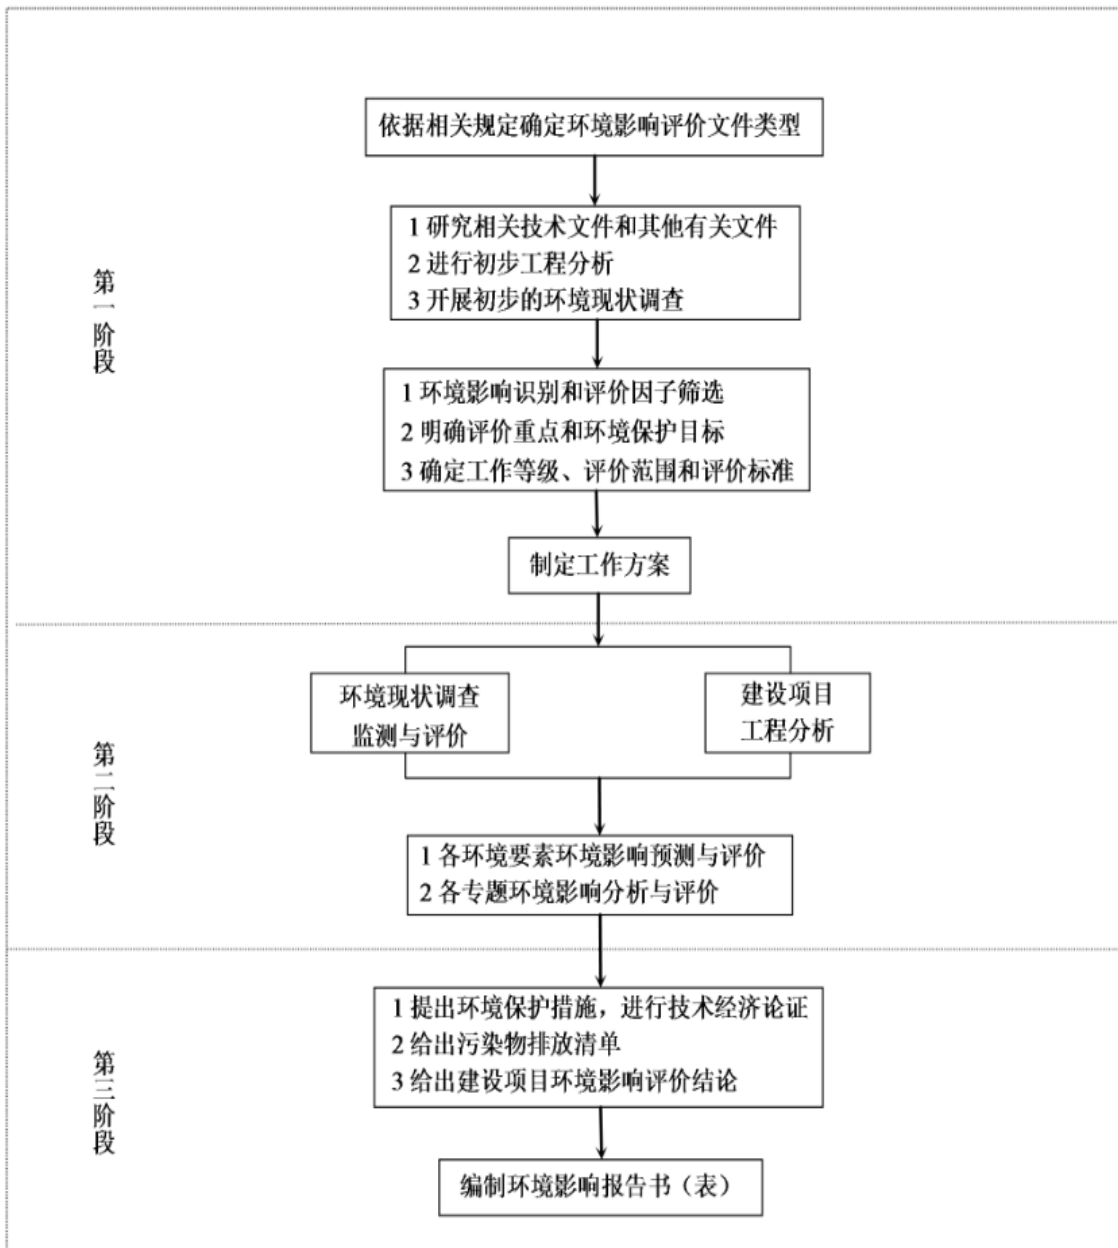 依据相关规定确定环境影响评价文件类型
1 研究相关技术文件和其他有关文件
2 进行初步工程分析
3 开展初步的环境现状调查
第一阶段
1 环境影响识别和评价因子筛选
2 明确评价重点和环境保护目标
3 确定工作等级、评价范围和评价标准
制定工作方案
环境现状调查
监测与评价
建设项目
工程分析
第二阶段
1 各环境要素环境影响预测与评价
2 各专题环境影响分析与评价
1 提出环境保护措施，进行技术经济论证
2 给出污染物排放清单
3 给出建设项目环境影响评价结论
第三阶段
编制环境影响报告书（表）